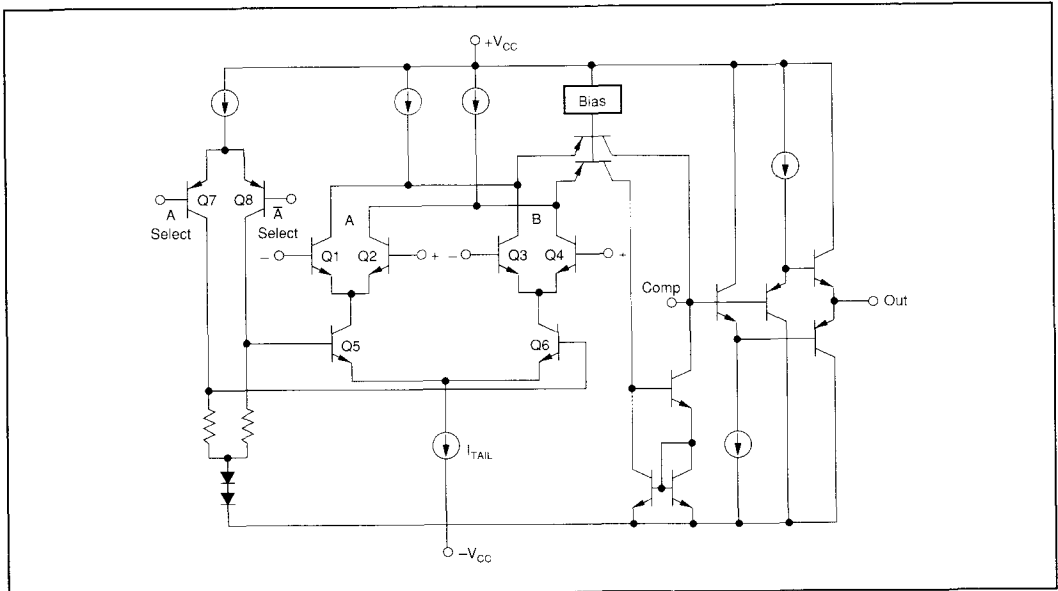 +VCC
Bias
Q7
Q8
A
Select
A̅
Select
A
B
–
Q1
Q2
+
–
Q3
Q4
+
Comp
Out
Q5
Q6
ITAIL
–VCC